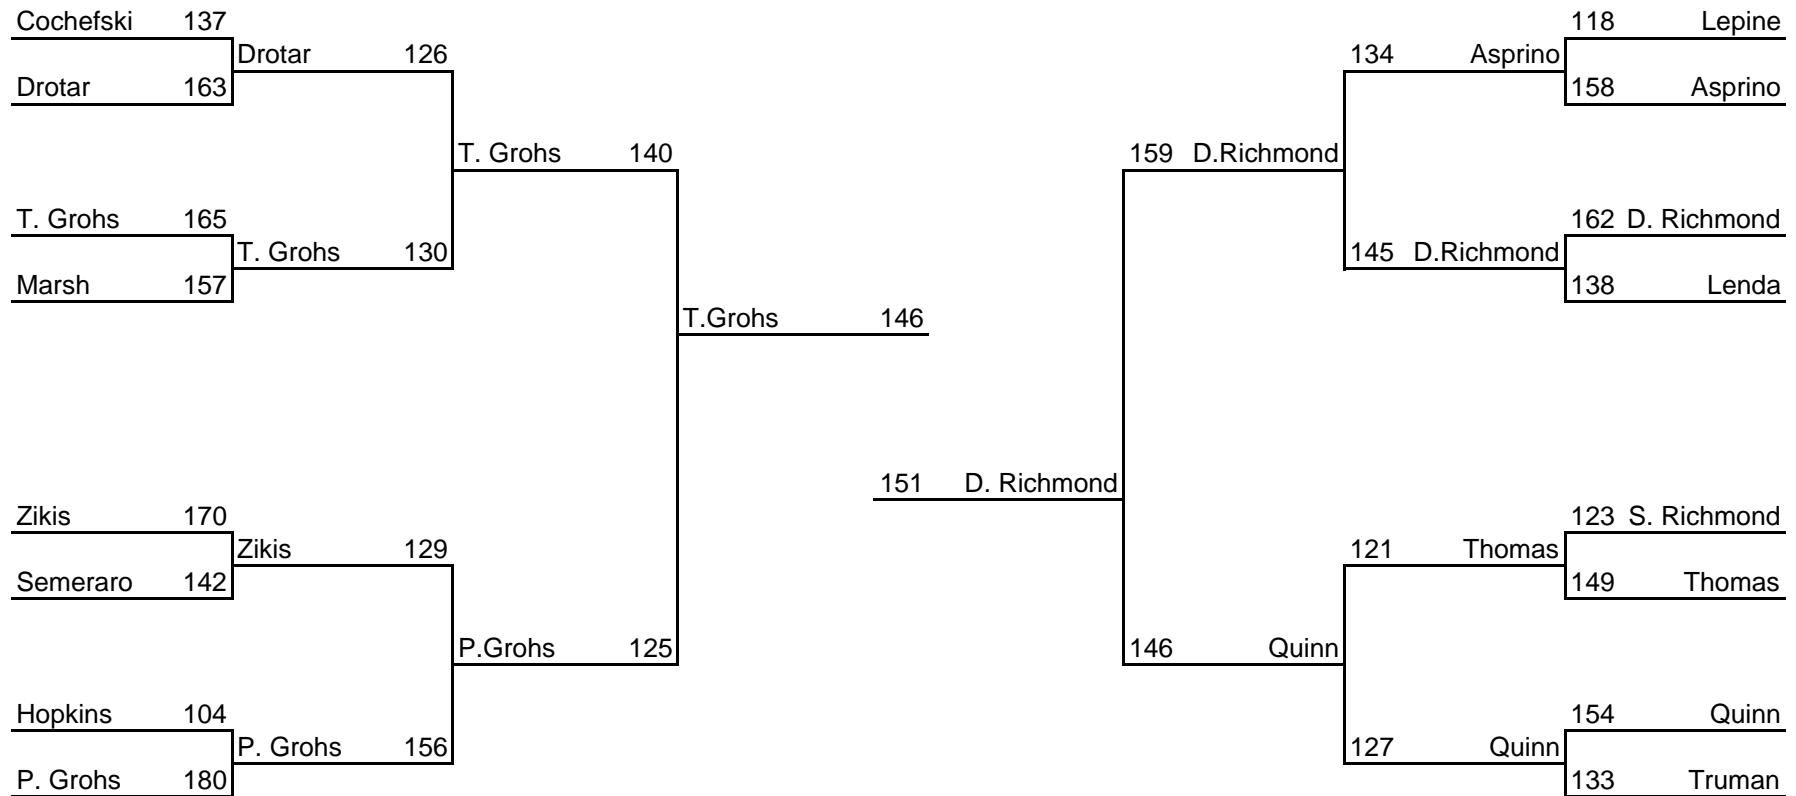 Cochefski 137 118 Lepine
Drotar 126 134 Asprino
Drotar 163 158 Asprino
T. Grohs 140 159 D.Richmond
T. Grohs 165 162 D. Richmond
T. Grohs 130 145 D.Richmond
Marsh 157 138 Lenda
T.Grohs 146
151 D. Richmond
Zikis 170 123 S. Richmond
Zikis 129 121 Thomas
Semeraro 142 149 Thomas
P.Grohs 125 146 Quinn
Hopkins 104 154 Quinn
P. Grohs 156 127 Quinn
P. Grohs 180 133 Truman